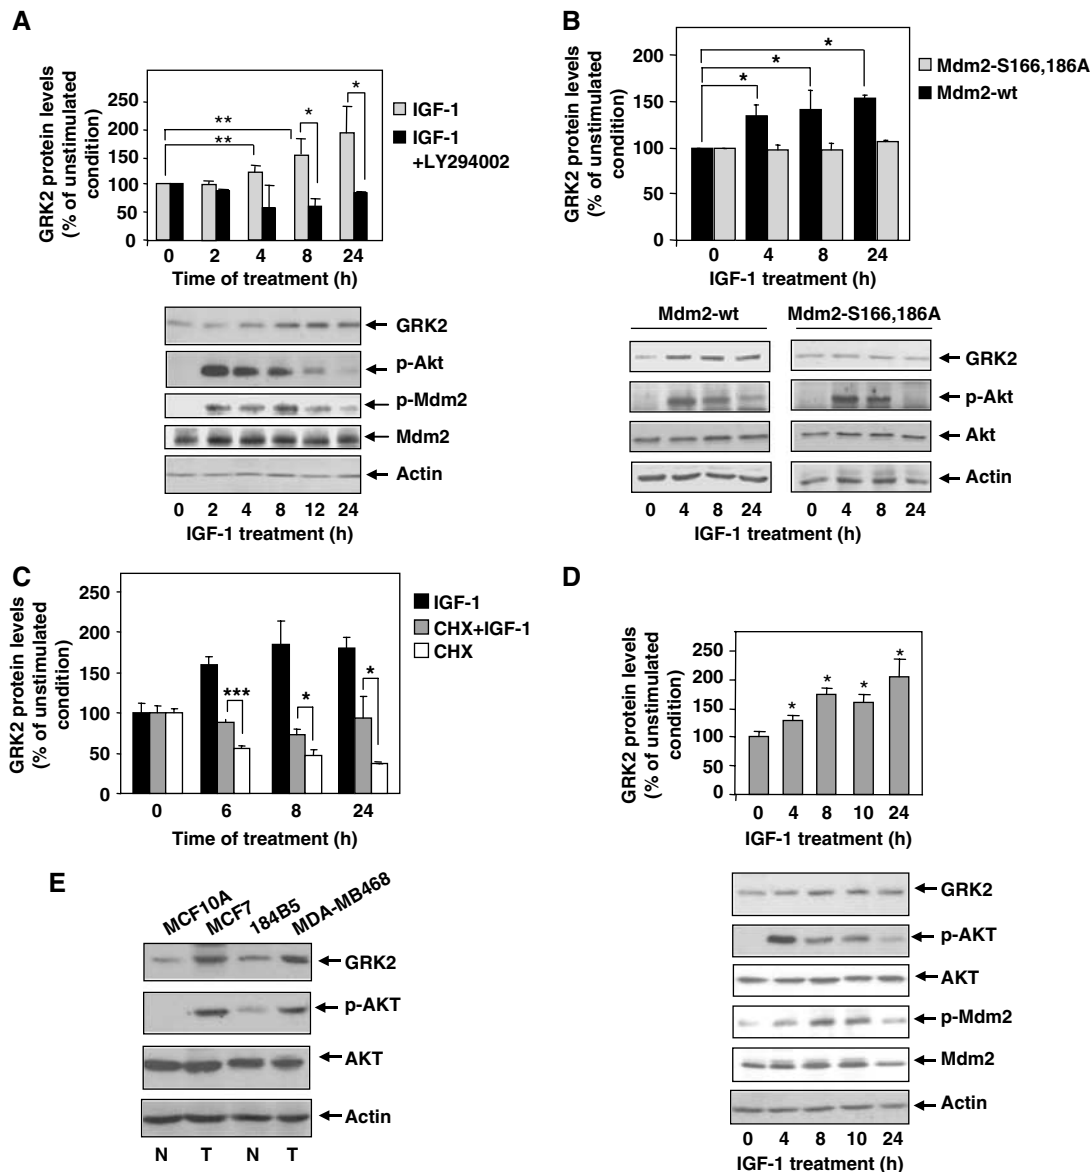 A
GRK2 protein levels
(% of unstimulated
condition)
250
200
150
100
50
0
**
**
*
*
IGF-1
IGF-1
+LY294002
0 2 4 8 24
Time of treatment (h)
GRK2
p-Akt
p-Mdm2
Mdm2
Actin
0 2 4 8 12 24
IGF-1 treatment (h)
B
GRK2 protein levels
(% of unstimulated
condition)
200
150
100
50
0
*
*
*
Mdm2-S166,186A
Mdm2-wt
0 4 8 24
IGF-1 treatment (h)
Mdm2-wt Mdm2-S166,186A
GRK2
p-Akt
Akt
Actin
0 4 8 24 0 4 8 24
IGF-1 treatment (h)
C
GRK2 protein levels
(% of unstimulated
condition)
250
200
150
100
50
0
***
*
*
IGF-1
CHX+IGF-1
CHX
0 6 8 24
Time of treatment (h)
D
GRK2 protein levels
(% of unstimulated
condition)
250
200
150
100
50
0
* * * *
0 4 8 10 24
IGF-1 treatment (h)
GRK2
p-AKT
AKT
p-Mdm2
Mdm2
Actin
0 4 8 10 24
IGF-1 treatment (h)
E
MCF10A MCF7 184B5 MDA-MB468
GRK2
p-AKT
AKT
Actin
N T N T